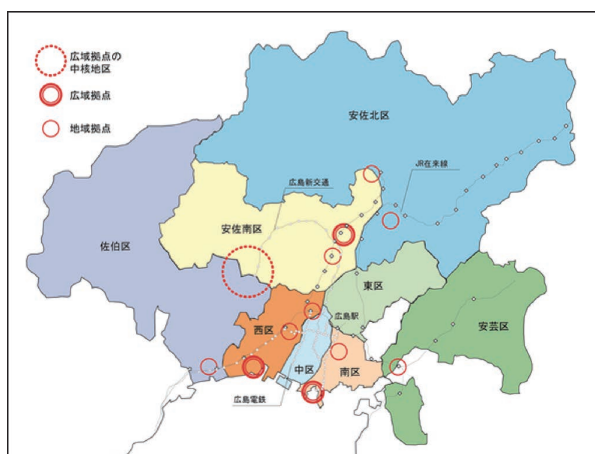 広域拠点の
中核地区
広域拠点
地域拠点
安佐北区
JR在来線
広島新交通
安佐南区
佐伯区
東区
広島駅
安芸区
西区
中区
南区
広島電鉄